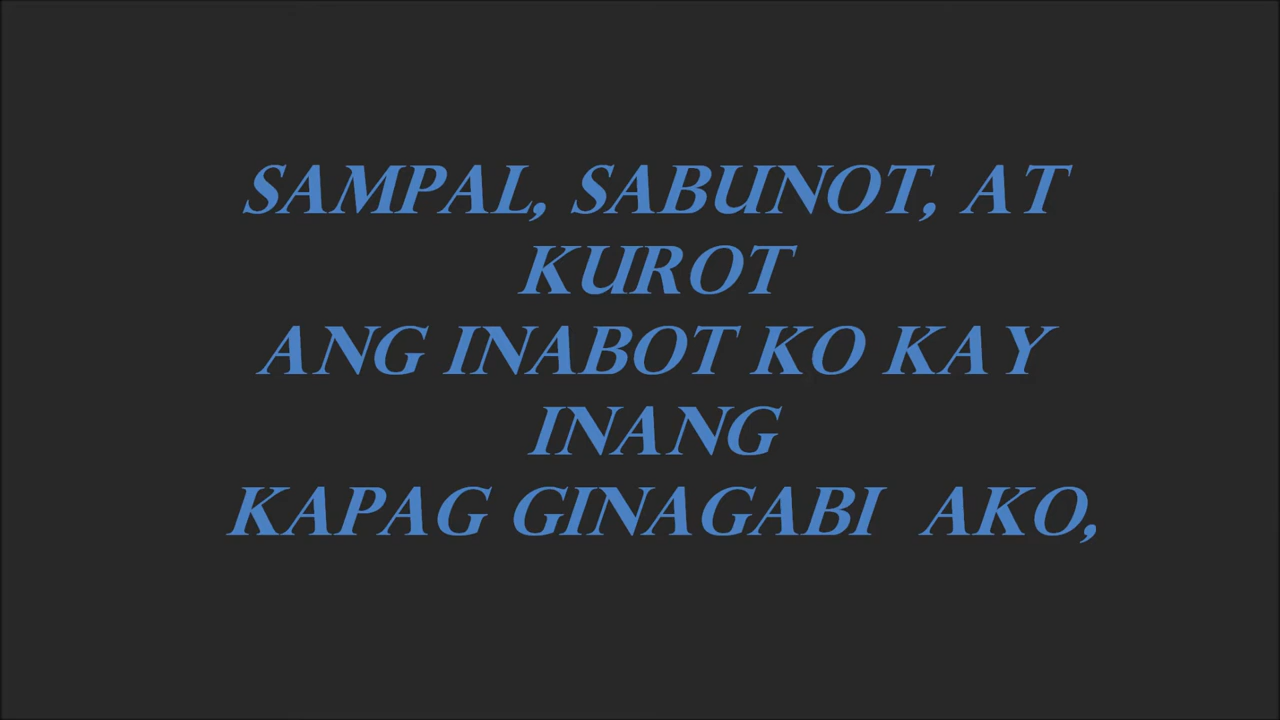 SAMPAL, SABUNOT, AT
KUROT
ANG INABOT KO KAY
INANG
KAPAG GINAGABI AKO,